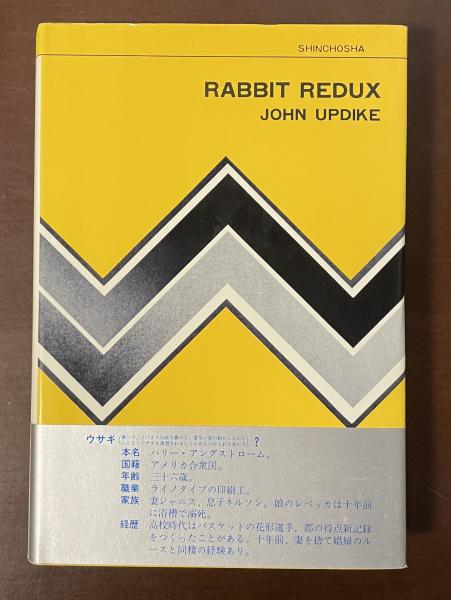 SHINCHOSHA
RABBIT REDUX
JOHN UPDIKE
ウサギ ?
本名 ハリー・アングストローム。
国籍 アメリカ合衆国。
年齢 三十六歳。
職業 ライノタイプの印刷工。
家族 妻ジャニス、息子ネルソン。娘のレベッカは十年前
に浴槽で溺死。
経歴 高校時代はバスケットの花形選手。郡の得点新記録
をつくったことがある。十年前、妻を捨て娼婦のル
ースと同棲の経験あり。